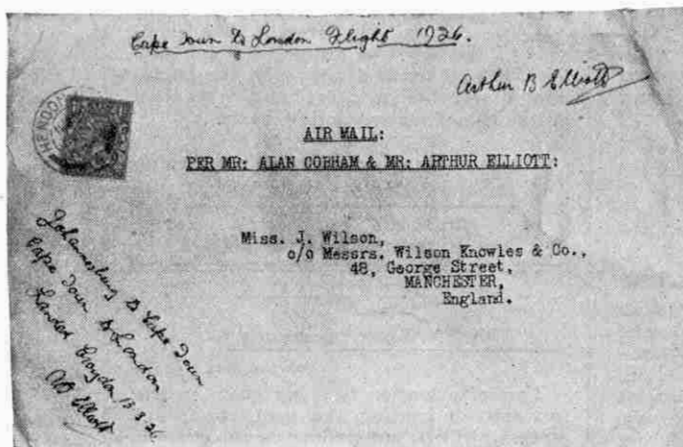 Cape Town to London Flight 1926.
Arthur B Elliott
HENDON
AIR MAIL:
PER MR: ALAN COBHAM & MR: ARTHUR ELLIOTT:
Miss. J. Wilson,
c/o Messrs. Wilson Knowles & Co.,
48, George Street,
MANCHESTER,
England.
Johannesburg to Cape Town
Cape Town to London
Landed Croydon 13.3.26
AB Elliott